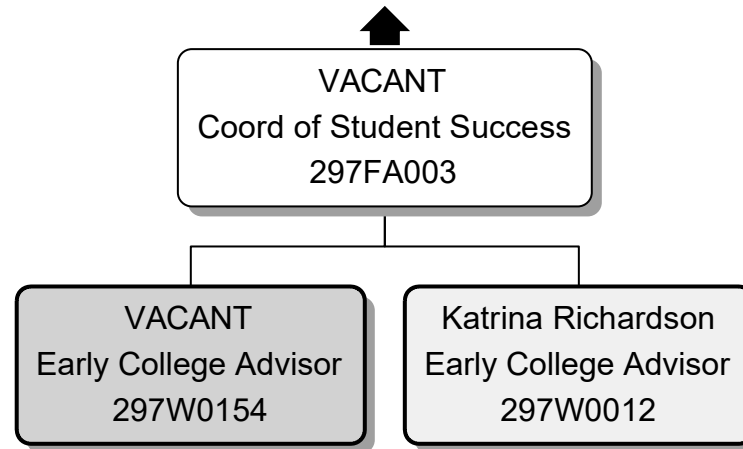 VACANT
Coord of Student Success
297FA003
VACANT
Early College Advisor
297W0154
Katrina Richardson
Early College Advisor
297W0012